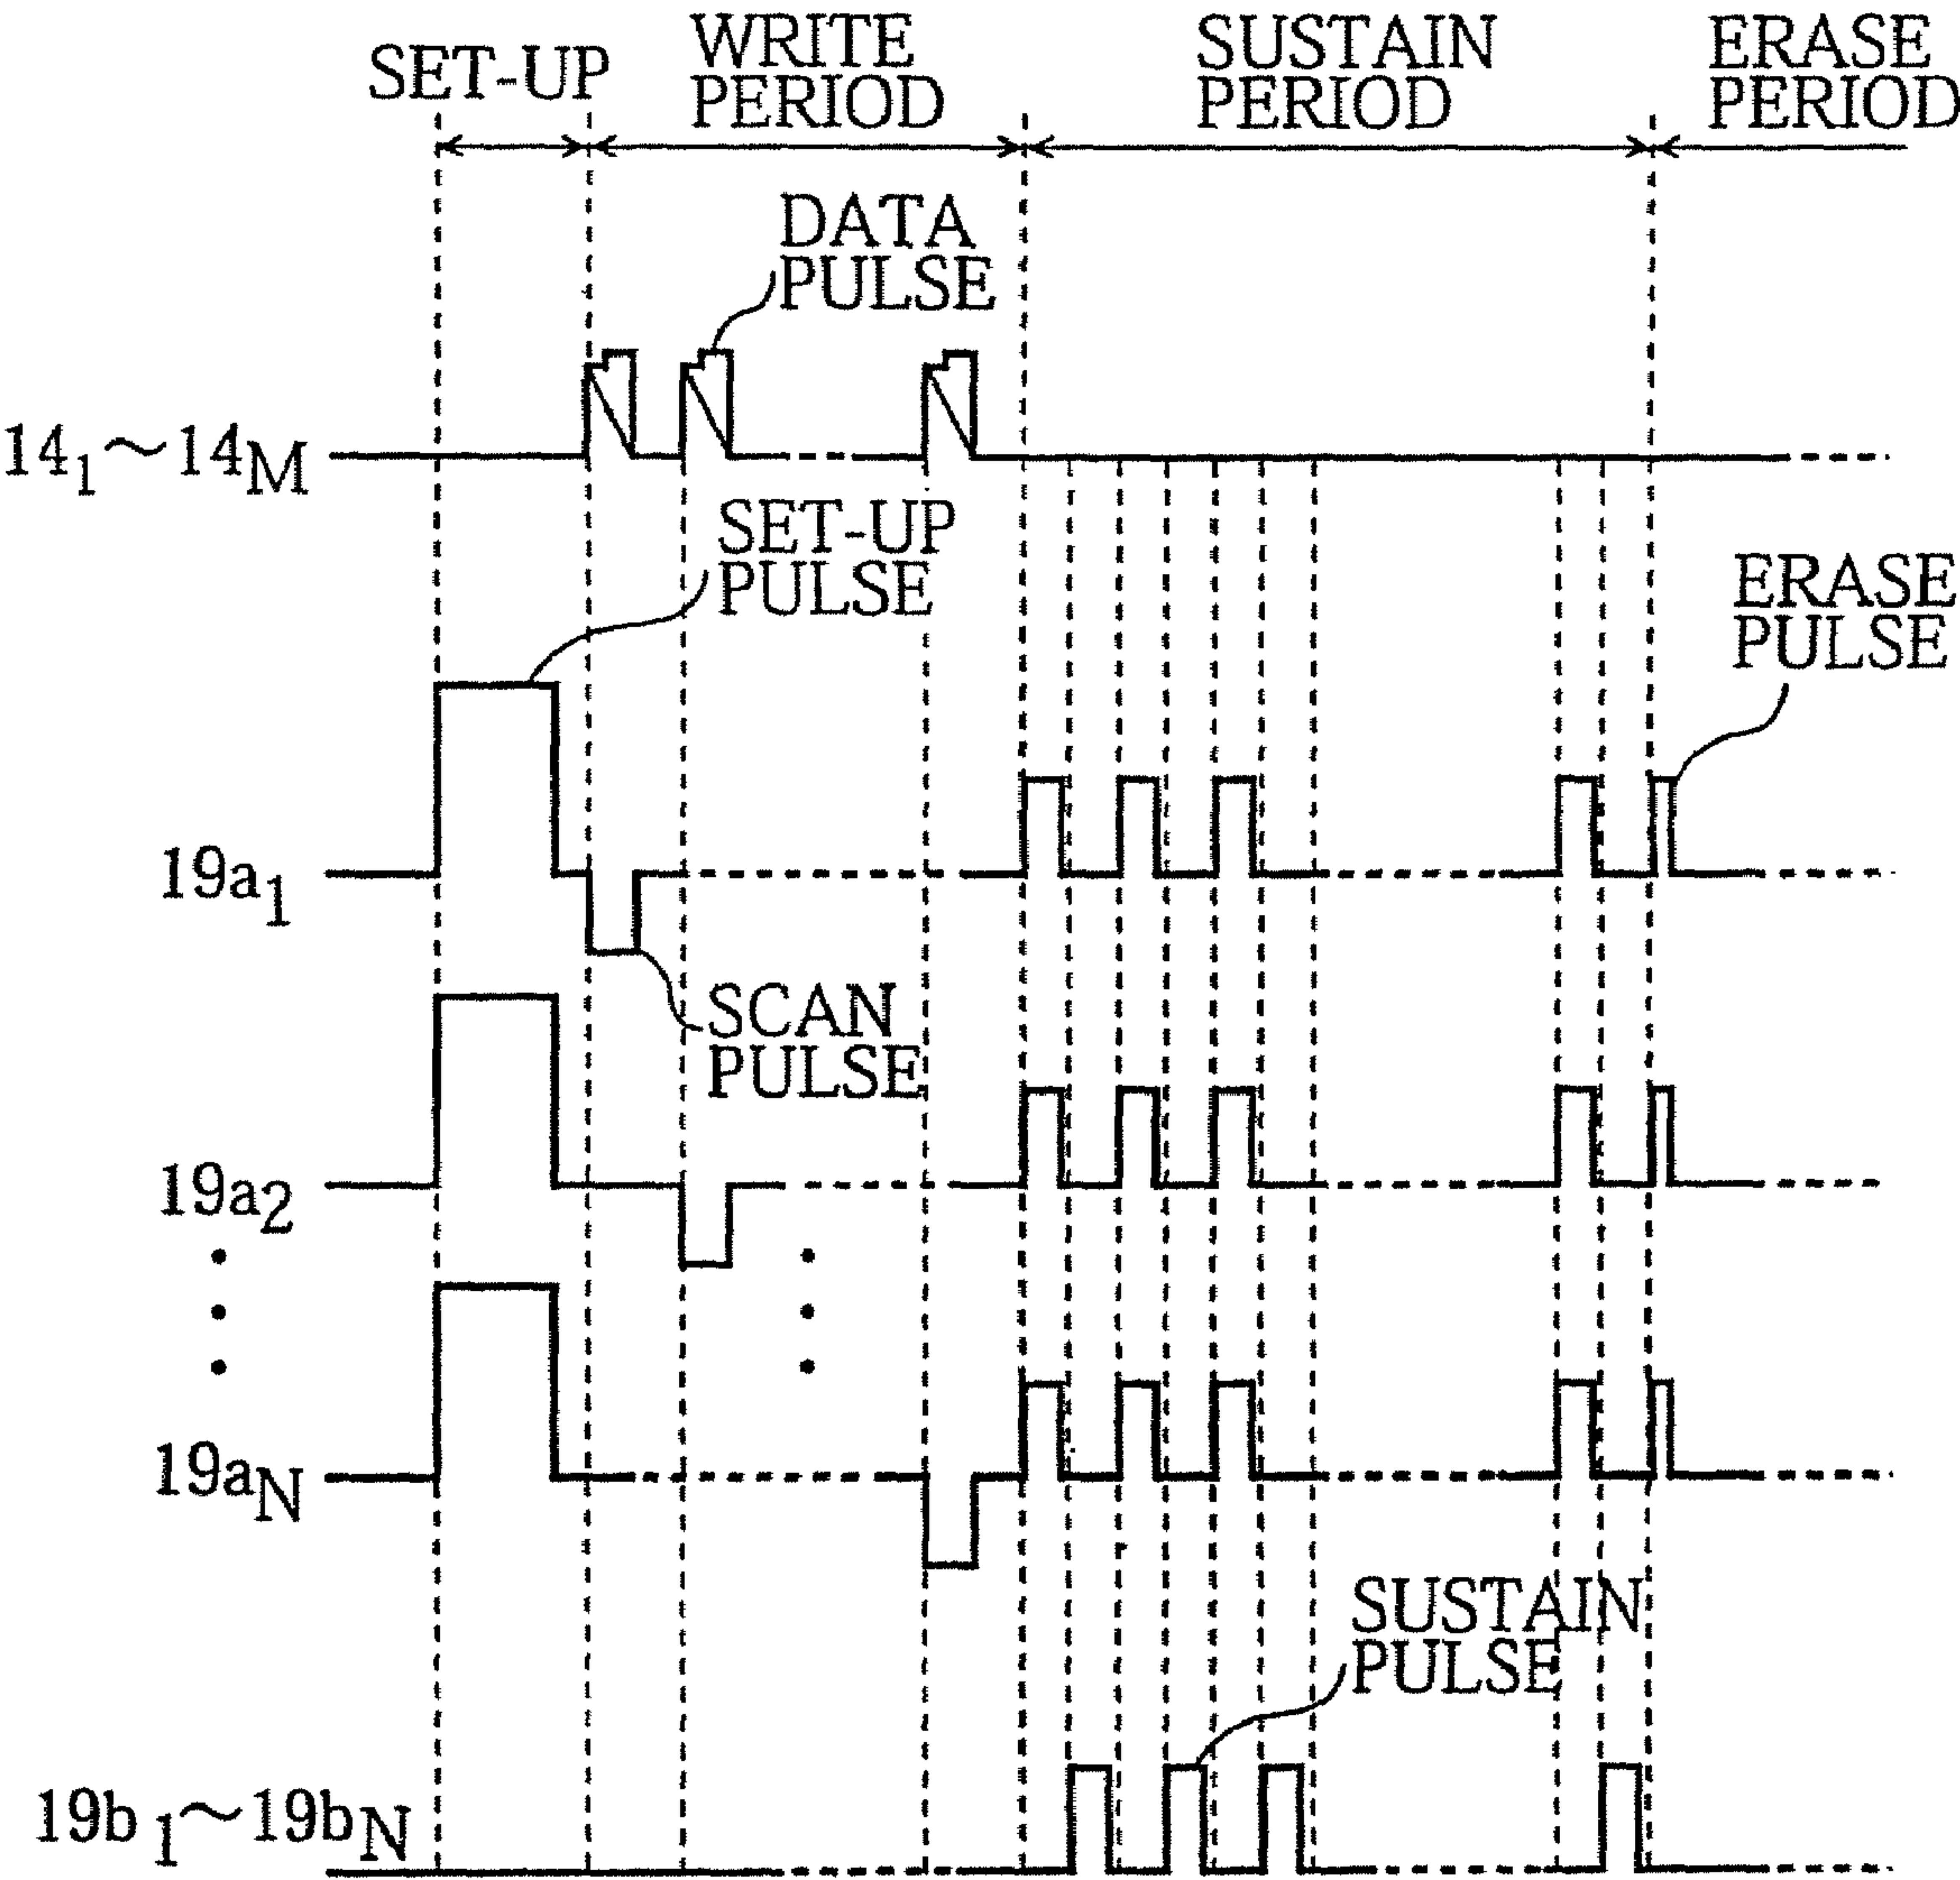 SET-UP
WRITE
PERIOD
SUSTAIN
PERIOD
ERASE
PERIOD
DATA
PULSE
14₁~14M
SET-UP
PULSE
ERASE
PULSE
19a₁
SCAN
PULSE
19a₂
19aN
SUSTAIN
PULSE
19b₁~19bN